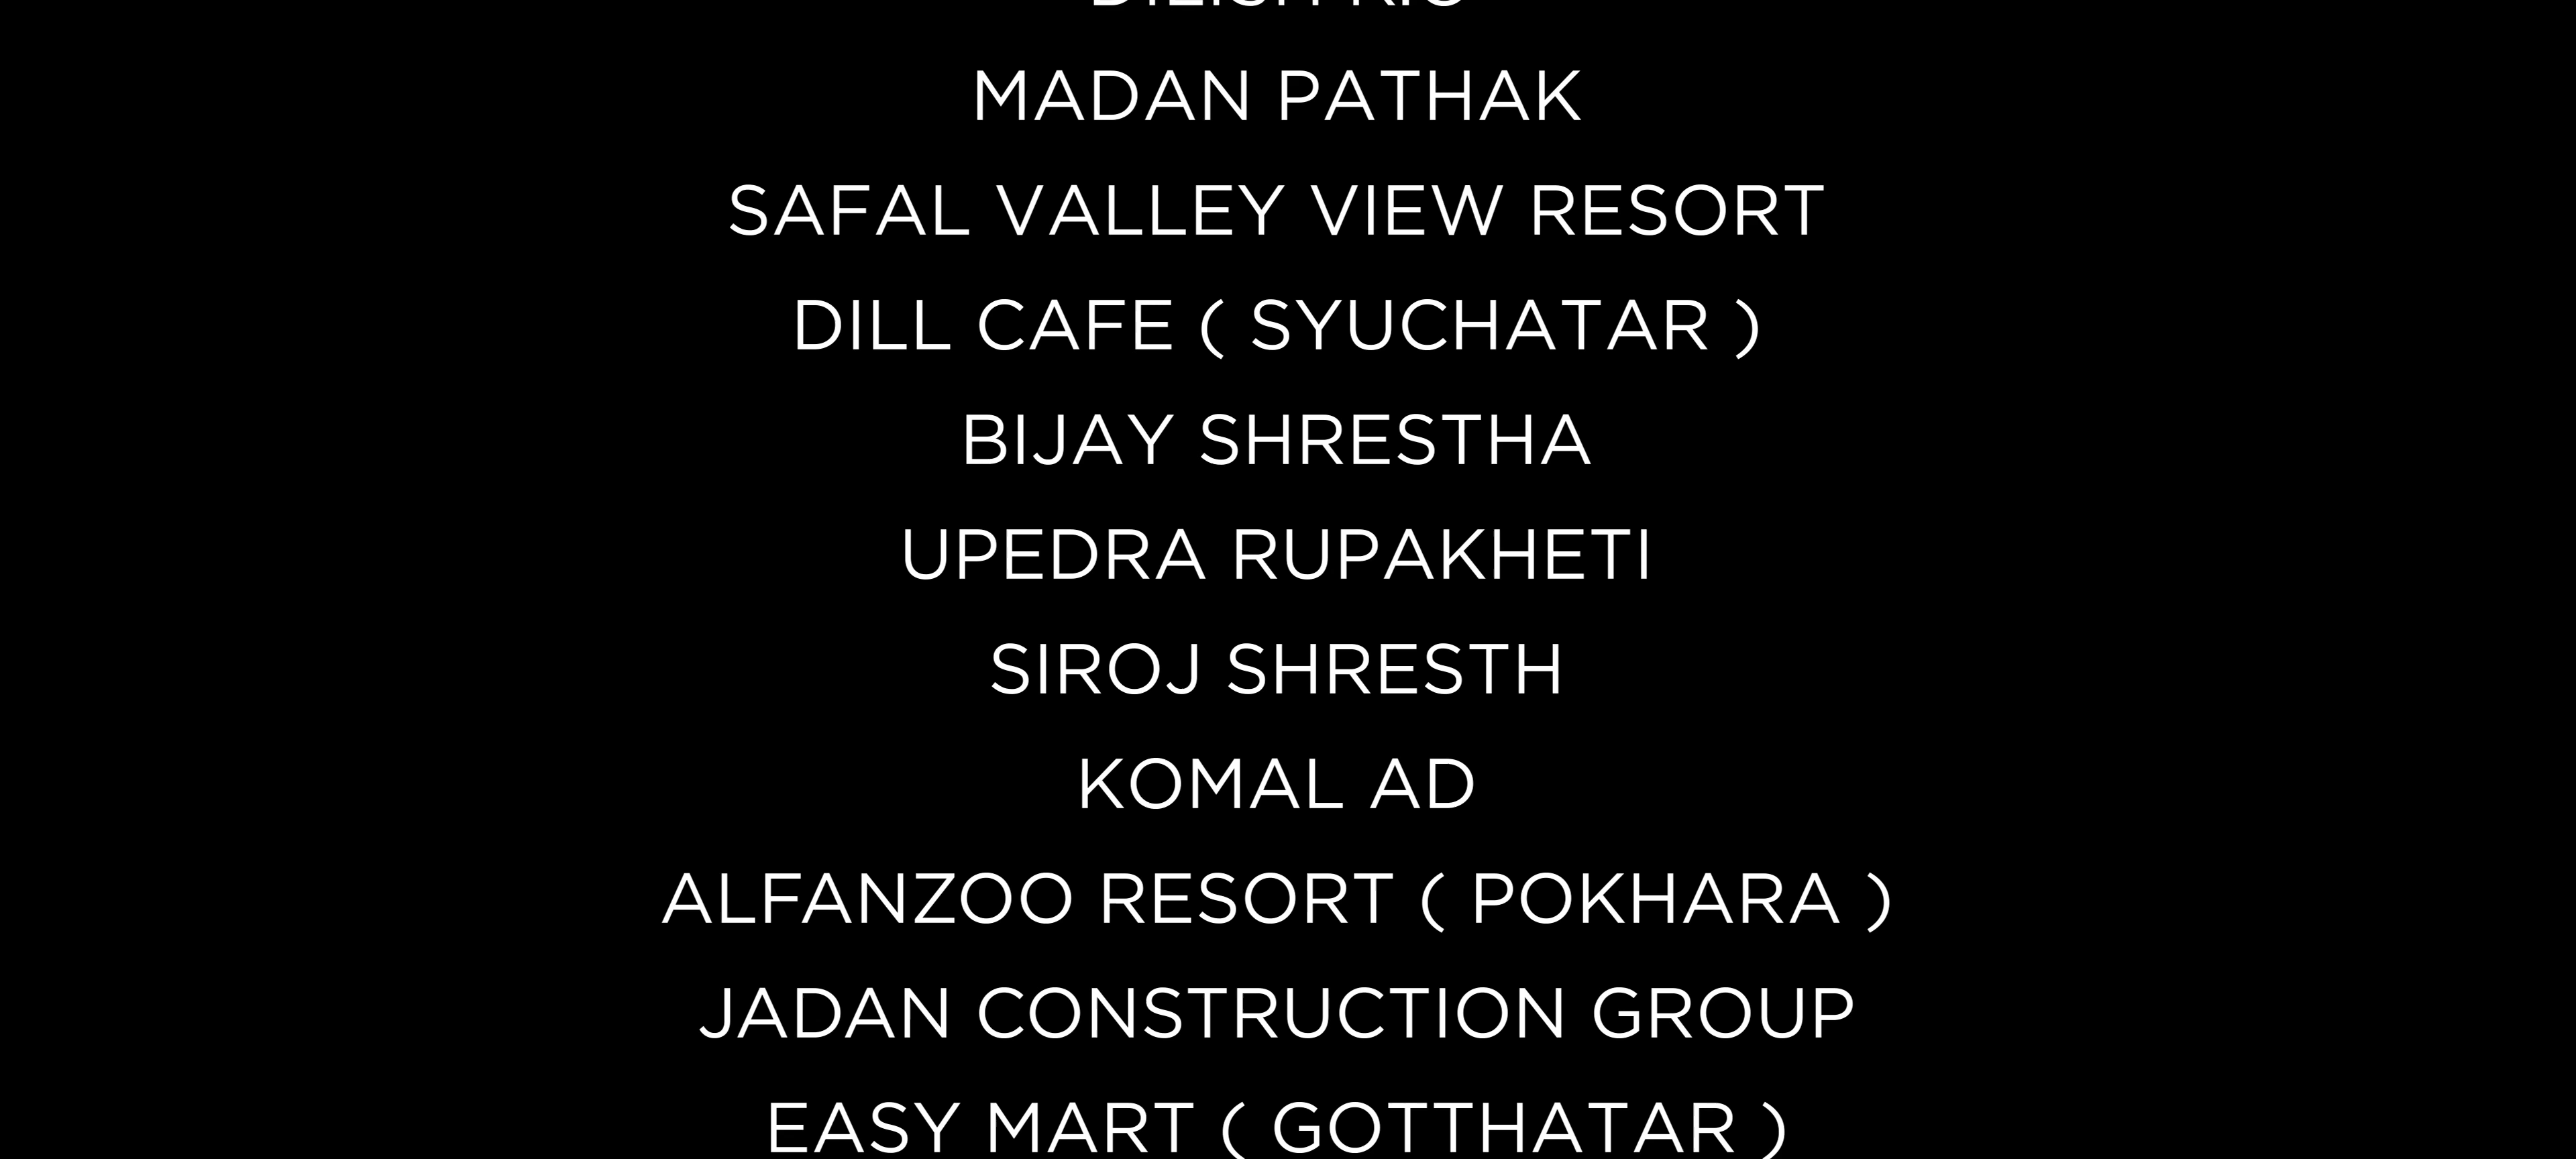 MADAN PATHAK
SAFAL VALLEY VIEW RESORT
DILL CAFE ( SYUCHATAR )
BIJAY SHRESTHA
UPEDRA RUPAKHETI
SIROJ SHRESTH
KOMAL AD
ALFANZOO RESORT ( POKHARA )
JADAN CONSTRUCTION GROUP
EASY MART ( GOTTHATAR )